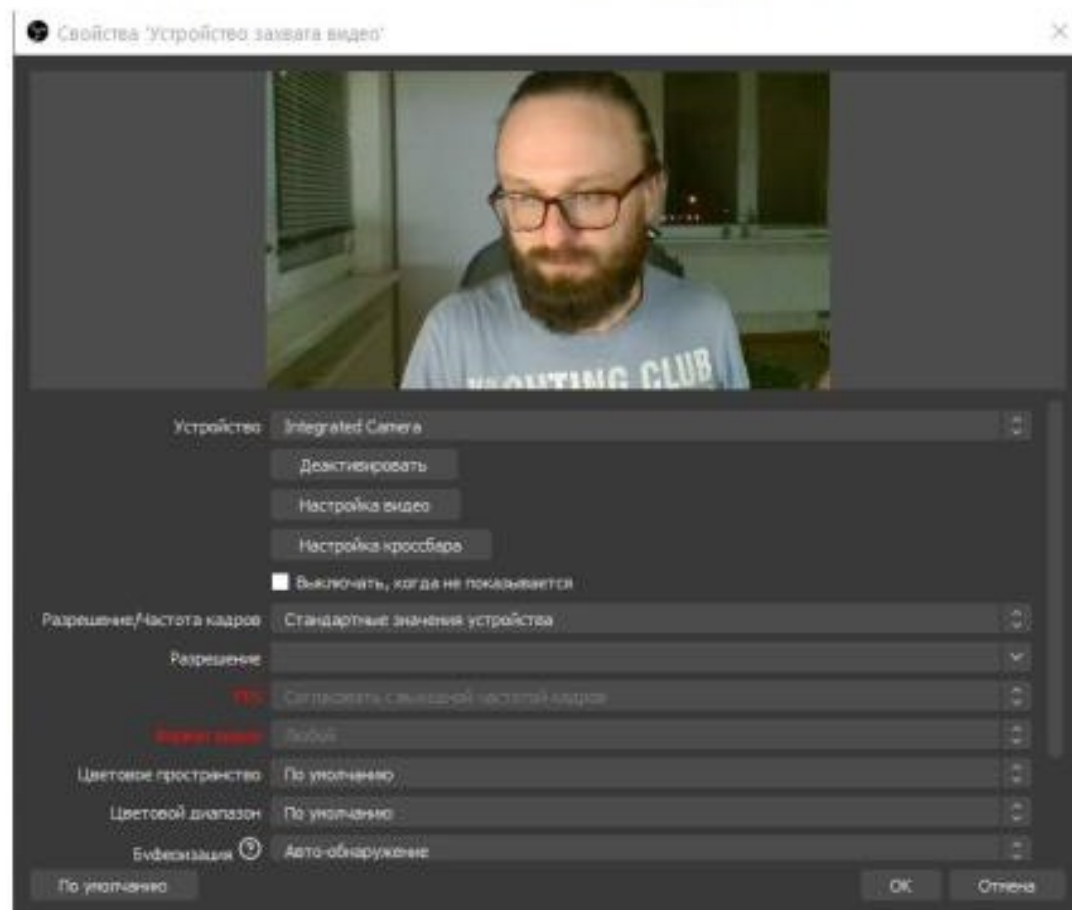 Свойства 'Устройство захвата видео'
YACHTING CLUB
Устройство Integrated Camera
Деактивировать
Настройка видео
Настройка кроссбара
Выключать, когда не показывается
Разрешение/Частота кадров Стандартные значения устройства
Разрешение
FPS Согласовать с выходной частотой кадров
Формат видео Любой
Цветовое пространство По умолчанию
Цветовой диапазон По умолчанию
Буферизация ? Авто-обнаружение
По умолчанию OK Отмена